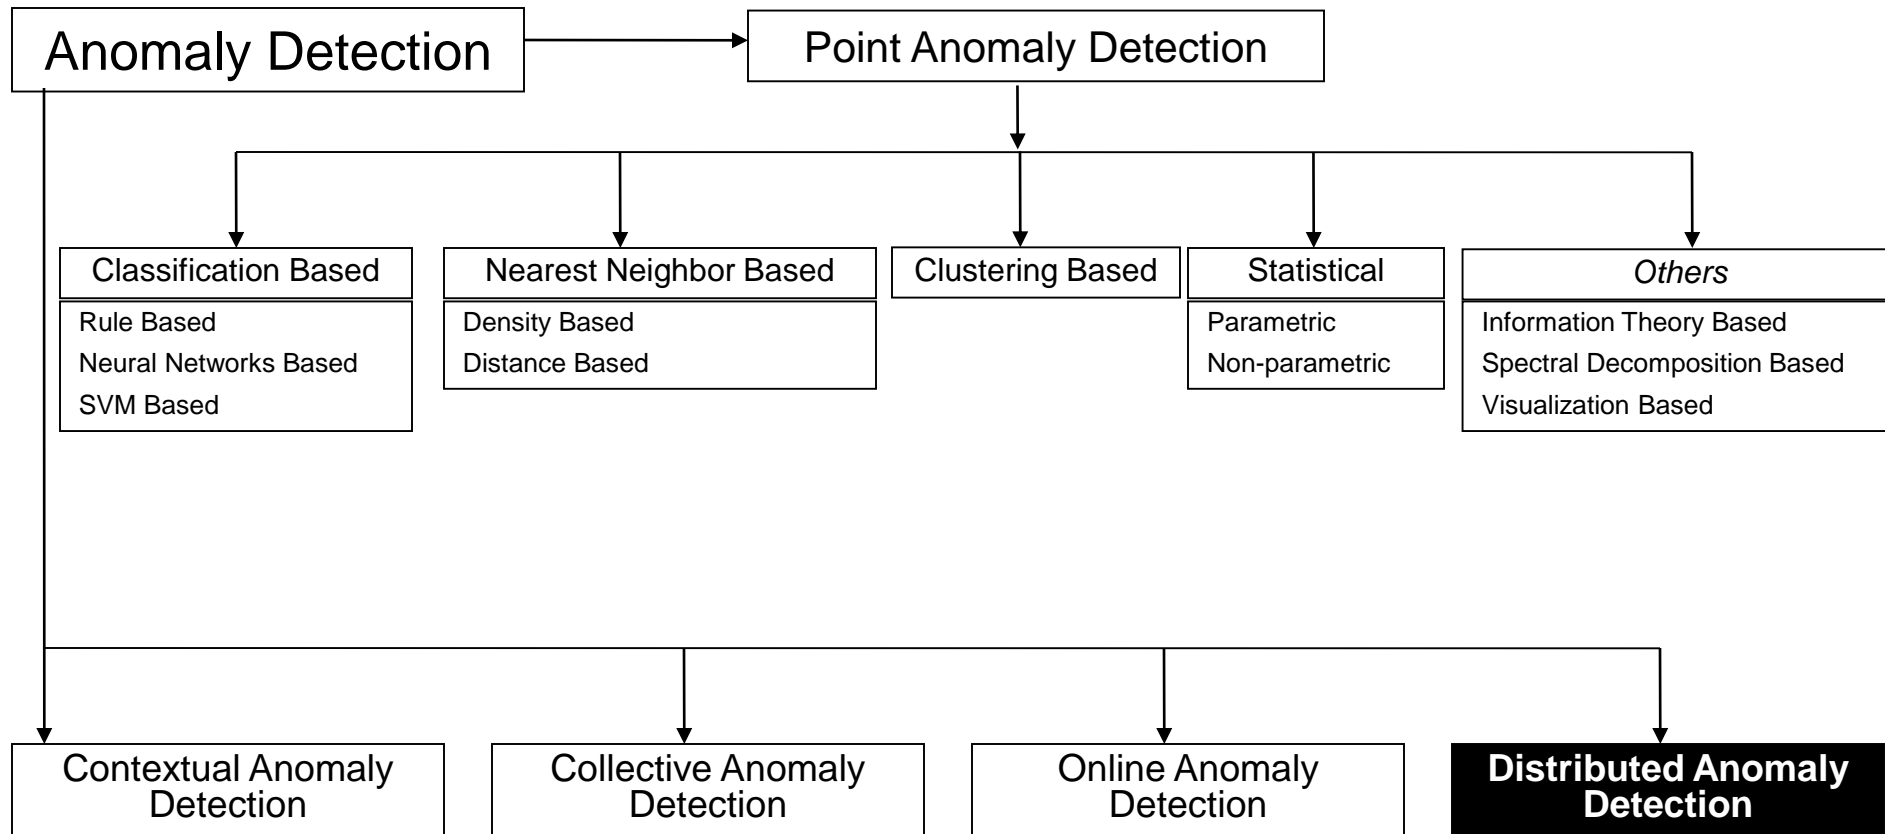 Anomaly Detection
Point Anomaly Detection
Classification Based
Rule Based
Neural Networks Based
SVM Based
Nearest Neighbor Based
Density Based
Distance Based
Clustering Based
Statistical
Parametric
Non-parametric
Others
Information Theory Based
Spectral Decomposition Based
Visualization Based
Contextual Anomaly
Detection
Collective Anomaly
Detection
Online Anomaly
Detection
Distributed Anomaly
Detection